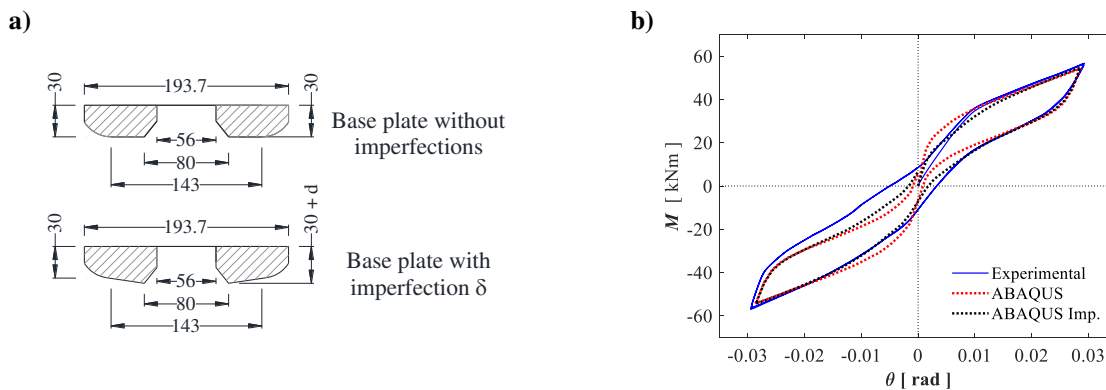 a)
30
193.7
30
56
80
143
Base plate without
imperfections
30
193.7
30 + d
56
80
143
Base plate with
imperfection δ
b)
60
40
20
0
-20
-40
-60
M [ kNm ]
Experimental
ABAQUS
ABAQUS Imp.
-0.03 -0.02 -0.01 0 0.01 0.02 0.03
θ [ rad ]